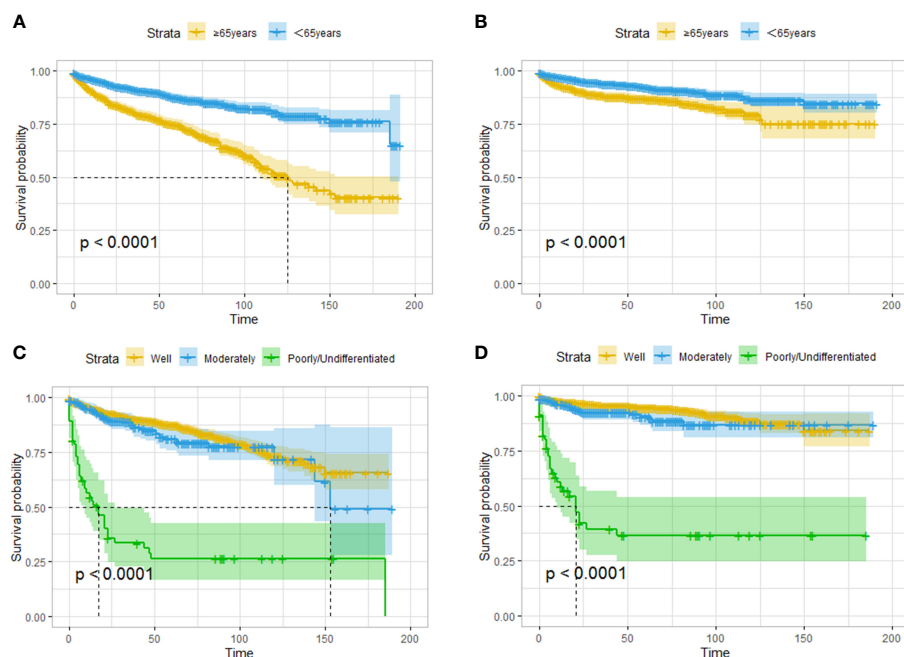 A
Strata ≥65years <65years
Survival probability
1.00
0.75
0.50
0.25
0.00
p < 0.0001
0 50 100 150 200
Time
B
Strata ≥65years <65years
Survival probability
1.00
0.75
0.50
0.25
0.00
p < 0.0001
0 50 100 150 200
Time
C
Strata Well Moderately Poorly/Undifferentiated
Survival probability
1.00
0.75
0.50
0.25
0.00
p < 0.0001
0 50 100 150 200
Time
D
Strata Well Moderately Poorly/Undifferentiated
Survival probability
1.00
0.75
0.50
0.25
0.00
p < 0.0001
0 50 100 150 200
Time